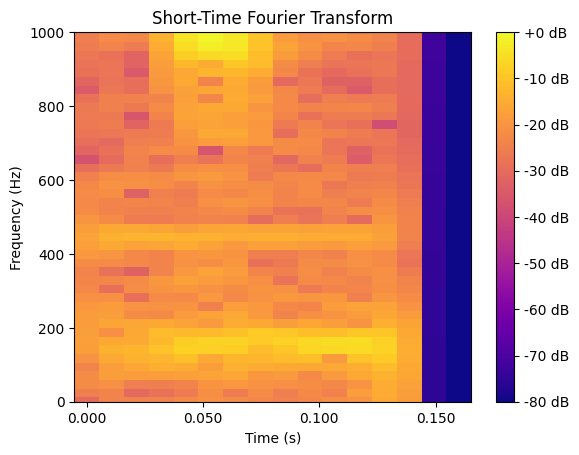 Short-Time Fourier Transform
1000
800
600
400
200
0
Frequency (Hz)
0.000
0.050
0.100
0.150
Time (s)
+0 dB
-10 dB
-20 dB
-30 dB
-40 dB
-50 dB
-60 dB
-70 dB
-80 dB